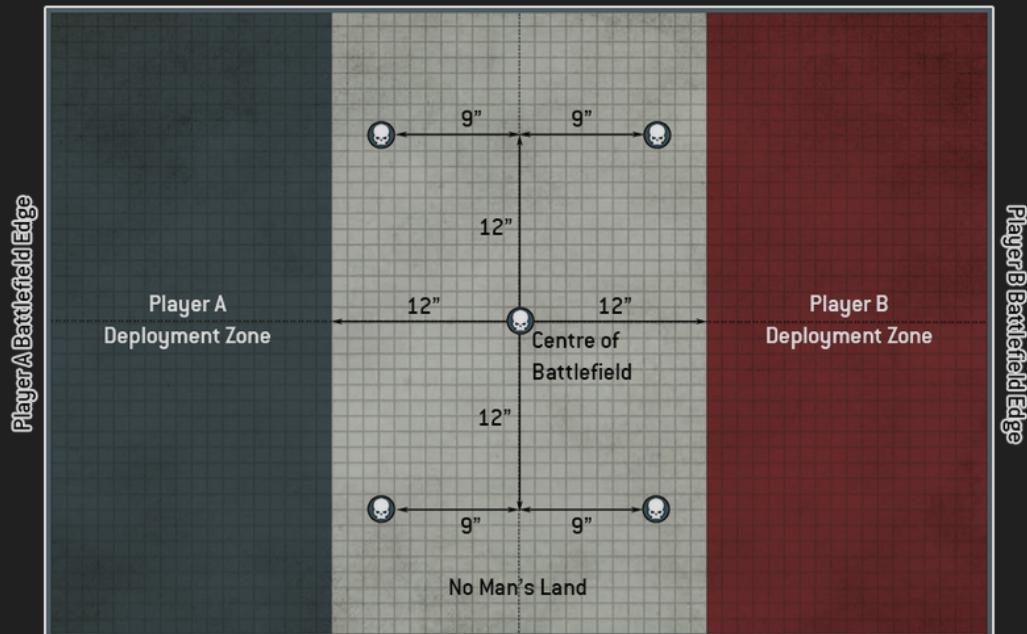 9” 9”
12”
12” 12”
Player A
Deployment Zone
Player B
Deployment Zone
Centre of
Battlefield
12”
9” 9”
No Man’s Land
Player A Battlefield Edge
Player B Battlefield Edge